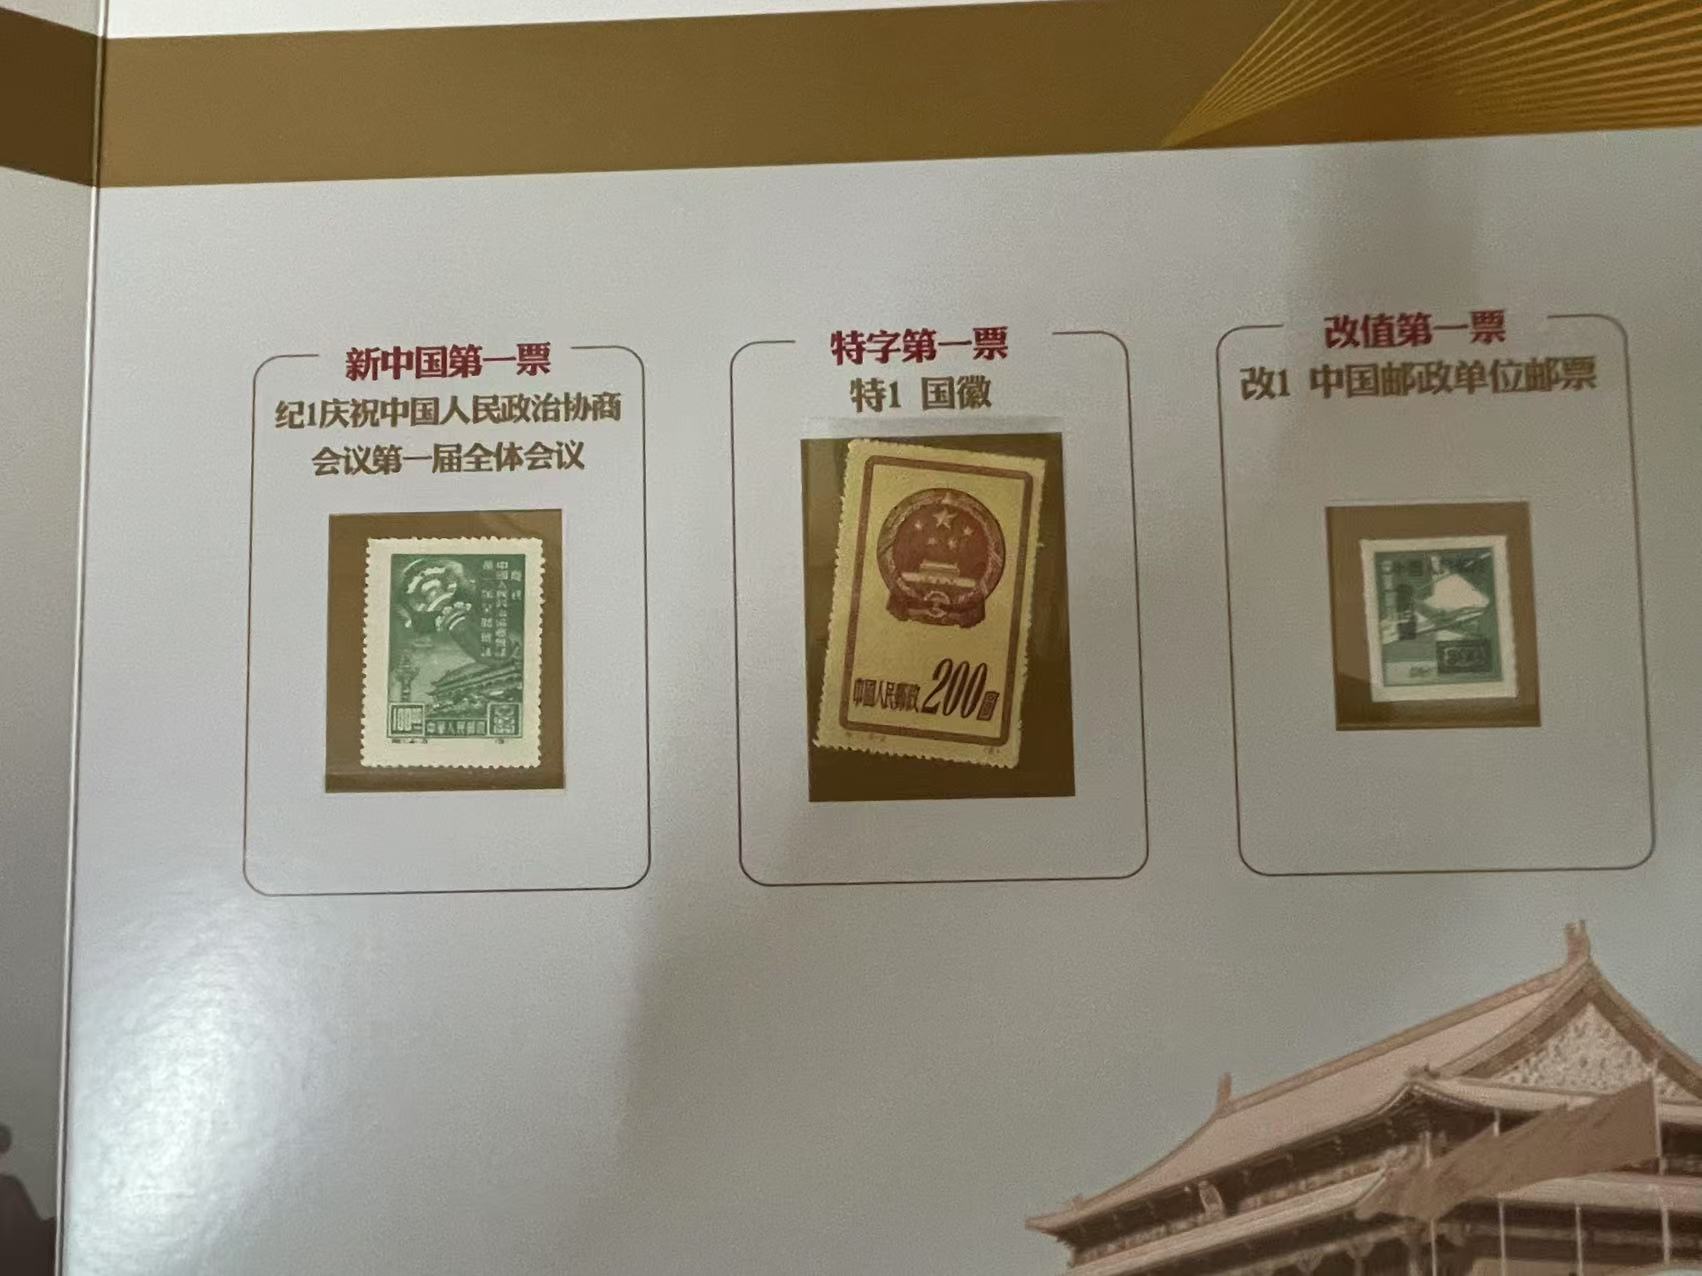 新中国第一票
纪1庆祝中国人民政治协商
会议第一届全体会议
特字第一票
特1 国徽
中國人民郵政200圓
改值第一票
改1 中国邮政单位邮票